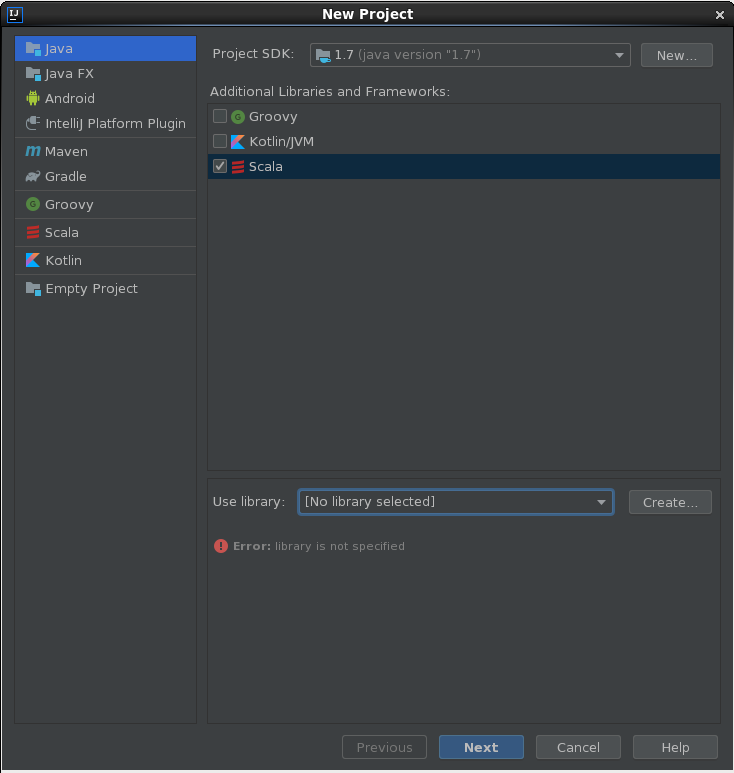 New Project
Java
Java FX
Android
IntelliJ Platform Plugin
Maven
Gradle
Groovy
Scala
Kotlin
Empty Project
Project SDK: 1.7 (java version "1.7") New...
Additional Libraries and Frameworks:
Groovy
Kotlin/JVM
Scala
Use library: [No library selected] Create...
Error: library is not specified
Previous Next Cancel Help